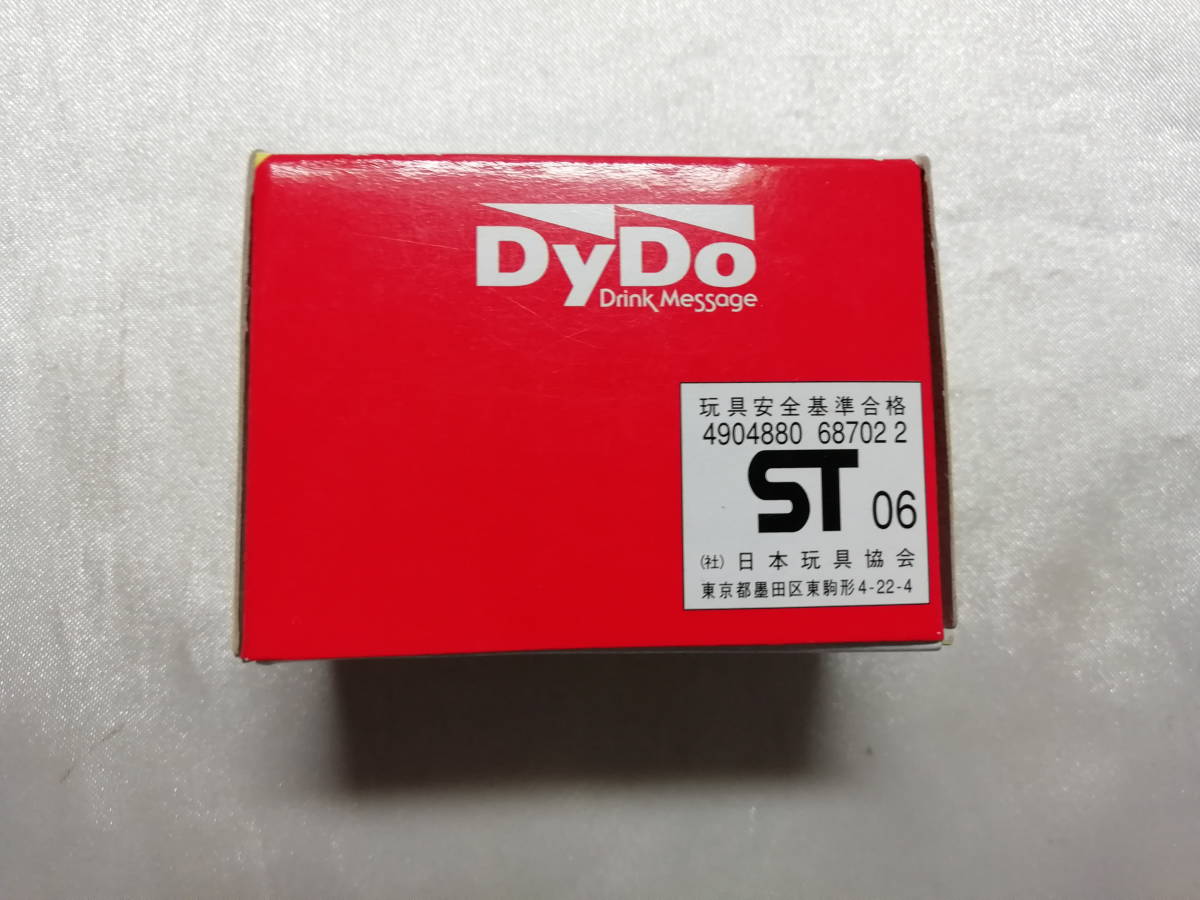 DyDo
Drink Message
玩具安全基準合格
4904880 68702 2
ST 06
(社)日本玩具協会
東京都墨田区東駒形4-22-4